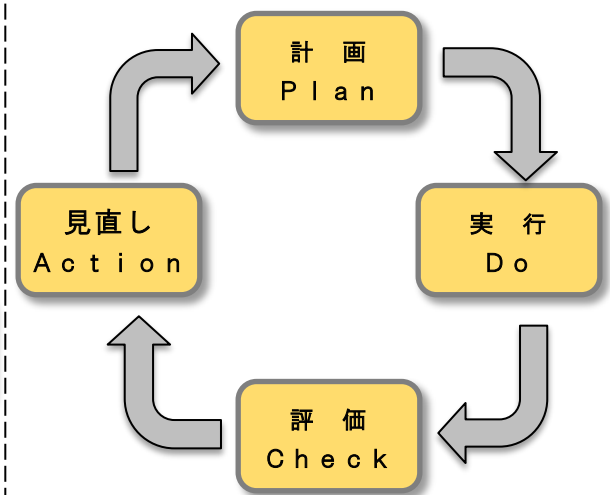 計　画
Ｐｌａｎ
実　行
Ｄｏ
評　価
Ｃｈｅｃｋ
見直し
Ａｃｔｉｏｎ